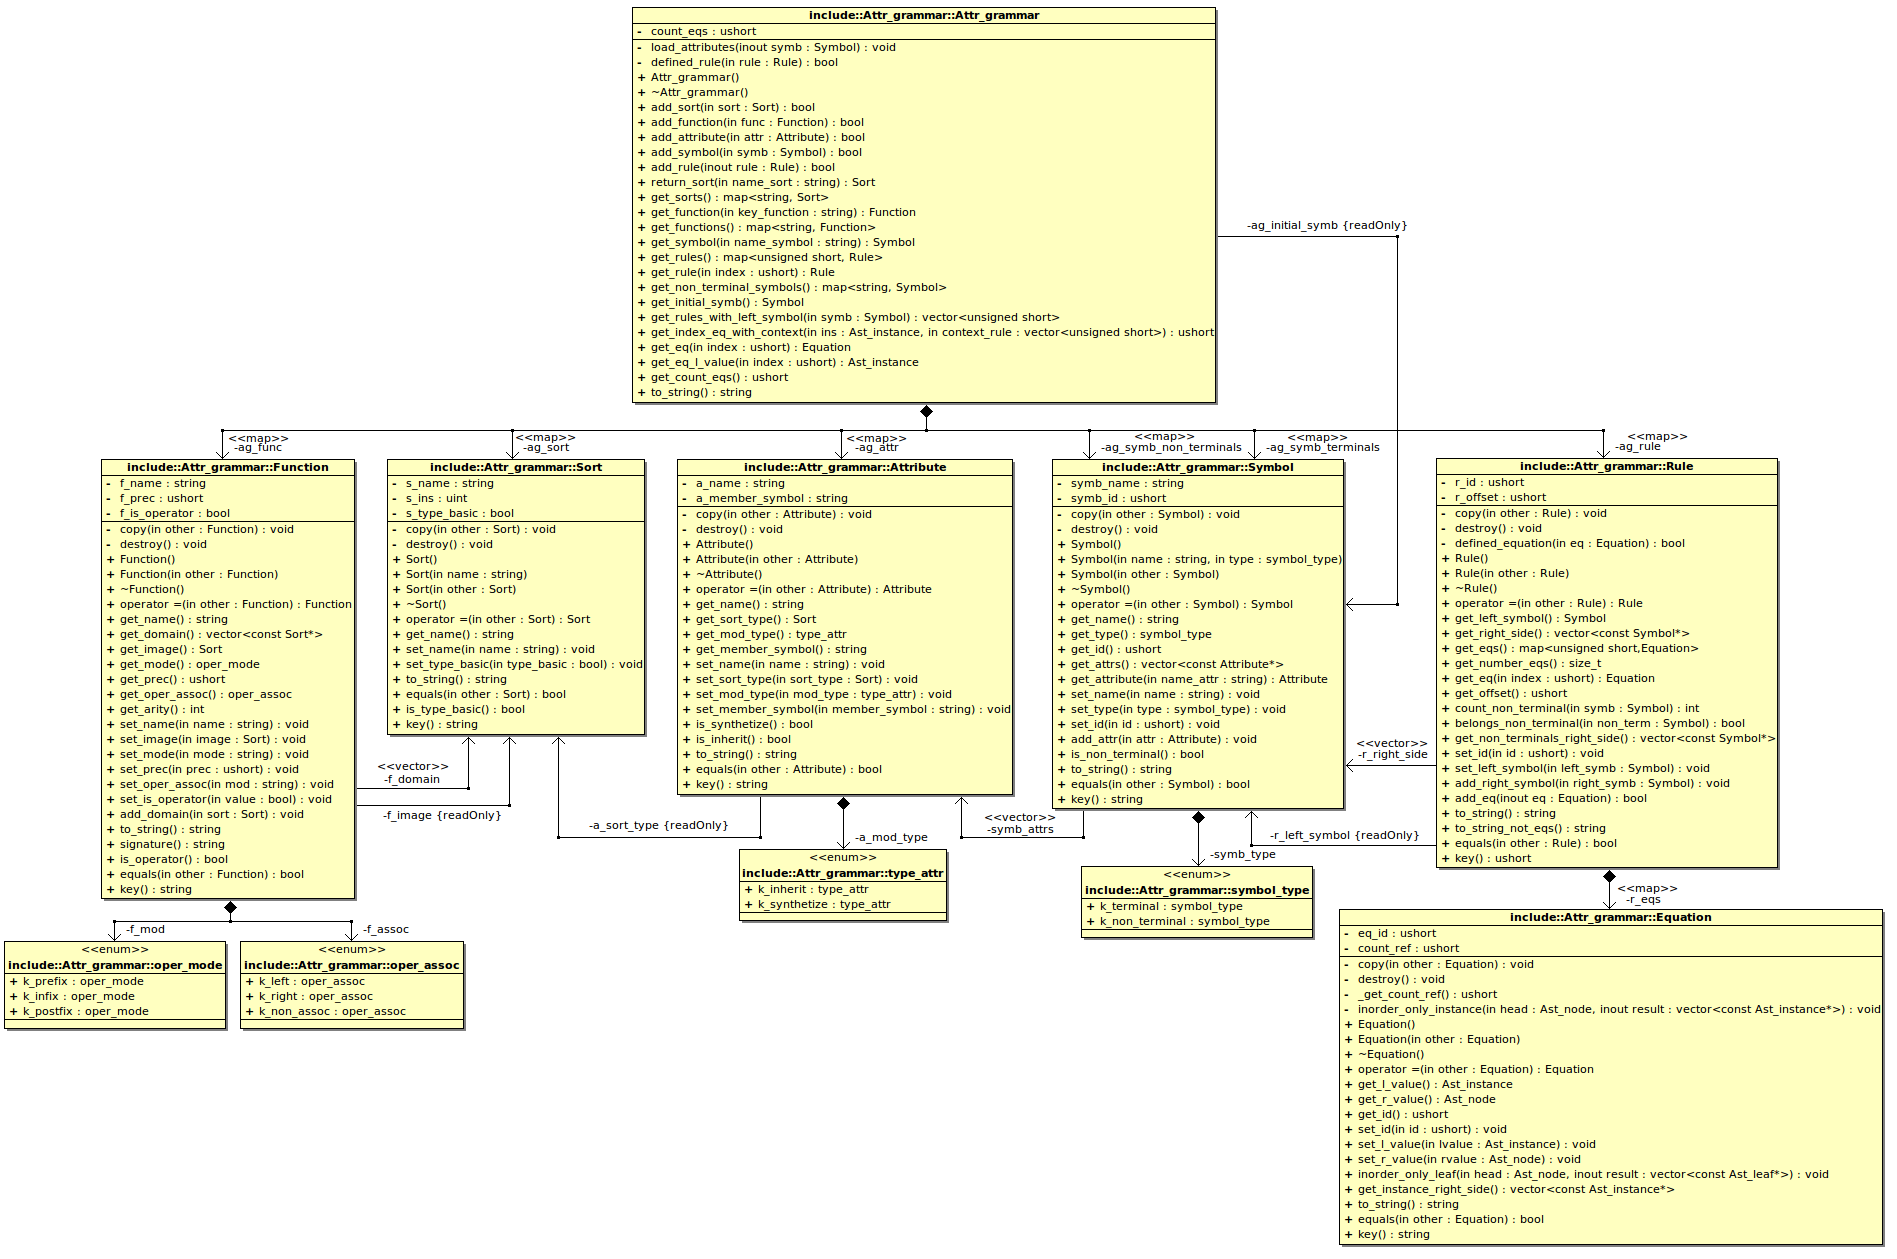 include::Attr_grammar::Attr_grammar
- count_eqs : ushort
- load_attributes(inout symb : Symbol) : void
- defined_rule(in rule : Rule) : bool
+ Attr_grammar()
+ ~Attr_grammar()
+ add_sort(in sort : Sort) : bool
+ add_function(in func : Function) : bool
+ add_attribute(in attr : Attribute) : bool
+ add_symbol(in symb : Symbol) : bool
+ add_rule(inout rule : Rule) : bool
+ return_sort(in name_sort : string) : Sort
+ get_sorts() : map<string, Sort>
+ get_function(in key_function : string) : Function
+ get_functions() : map<string, Function>
+ get_symbol(in name_symbol : string) : Symbol
+ get_rules() : map<unsigned short, Rule>
+ get_rule(in index : ushort) : Rule
+ get_non_terminal_symbols() : map<string, Symbol>
+ get_initial_symb() : Symbol
+ get_rules_with_left_symbol(in symb : Symbol) : vector<unsigned short>
+ get_index_eq_with_context(in ins : Ast_instance, in context_rule : vector<unsigned short>) : ushort
+ get_eq(in index : ushort) : Equation
+ get_eq_l_value(in index : ushort) : Ast_instance
+ get_count_eqs() : ushort
+ to_string() : string
-ag_initial_symb {readOnly}
<<map>>
-ag_func
<<map>>
-ag_sort
<<map>>
-ag_attr
<<map>>
-ag_symb_non_terminals
<<map>>
-ag_symb_terminals
<<map>>
-ag_rule
include::Attr_grammar::Function
- f_name : string
- f_prec : ushort
- f_is_operator : bool
- copy(in other : Function) : void
- destroy() : void
+ Function()
+ Function(in other : Function)
+ ~Function()
+ operator =(in other : Function) : Function
+ get_name() : string
+ get_domain() : vector<const Sort*>
+ get_image() : Sort
+ get_mode() : oper_mode
+ get_prec() : ushort
+ get_oper_assoc() : oper_assoc
+ get_arity() : int
+ set_name(in name : string) : void
+ set_image(in image : Sort) : void
+ set_mode(in mode : string) : void
+ set_prec(in prec : ushort) : void
+ set_oper_assoc(in mod : string) : void
+ set_is_operator(in value : bool) : void
+ add_domain(in sort : Sort) : void
+ to_string() : string
+ signature() : string
+ is_operator() : bool
+ equals(in other : Function) : bool
+ key() : string
include::Attr_grammar::Sort
- s_name : string
- s_ins : uint
- s_type_basic : bool
- copy(in other : Sort) : void
- destroy() : void
+ Sort()
+ Sort(in name : string)
+ Sort(in other : Sort)
+ ~Sort()
+ operator =(in other : Sort) : Sort
+ get_name() : string
+ set_name(in name : string) : void
+ set_type_basic(in type_basic : bool) : void
+ to_string() : string
+ equals(in other : Sort) : bool
+ is_type_basic() : bool
+ key() : string
include::Attr_grammar::Attribute
- a_name : string
- a_member_symbol : string
- copy(in other : Attribute) : void
- destroy() : void
+ Attribute()
+ Attribute(in other : Attribute)
+ ~Attribute()
+ operator =(in other : Attribute) : Attribute
+ get_name() : string
+ get_sort_type() : Sort
+ get_mod_type() : type_attr
+ get_member_symbol() : string
+ set_name(in name : string) : void
+ set_sort_type(in sort_type : Sort) : void
+ set_mod_type(in mod_type : type_attr) : void
+ set_member_symbol(in member_symbol : string) : void
+ is_synthetize() : bool
+ is_inherit() : bool
+ to_string() : string
+ equals(in other : Attribute) : bool
+ key() : string
include::Attr_grammar::Symbol
- symb_name : string
- symb_id : ushort
- copy(in other : Symbol) : void
- destroy() : void
+ Symbol()
+ Symbol(in name : string, in type : symbol_type)
+ Symbol(in other : Symbol)
+ ~Symbol()
+ operator =(in other : Symbol) : Symbol
+ get_name() : string
+ get_type() : symbol_type
+ get_id() : ushort
+ get_attrs() : vector<const Attribute*>
+ get_attribute(in name_attr : string) : Attribute
+ set_name(in name : string) : void
+ set_type(in type : symbol_type) : void
+ set_id(in id : ushort) : void
+ add_attr(in attr : Attribute) : void
+ is_non_terminal() : bool
+ to_string() : string
+ equals(in other : Symbol) : bool
+ key() : string
include::Attr_grammar::Rule
- r_id : ushort
- r_offset : ushort
- copy(in other : Rule) : void
- destroy() : void
- defined_equation(in eq : Equation) : bool
+ Rule()
+ Rule(in other : Rule)
+ ~Rule()
+ operator =(in other : Rule) : Rule
+ get_left_symbol() : Symbol
+ get_right_side() : vector<const Symbol*>
+ get_eqs() : map<unsigned short,Equation>
+ get_number_eqs() : size_t
+ get_eq(in index : ushort) : Equation
+ get_offset() : ushort
+ count_non_terminal(in symb : Symbol) : int
+ belongs_non_terminal(in non_term : Symbol) : bool
+ get_non_terminals_right_side() : vector<const Symbol*>
+ set_id(in id : ushort) : void
+ set_left_symbol(in left_symb : Symbol) : void
+ add_right_symbol(in right_symb : Symbol) : void
+ add_eq(inout eq : Equation) : bool
+ to_string() : string
+ to_string_not_eqs() : string
+ equals(in other : Rule) : bool
+ key() : ushort
<<vector>>
-f_domain
-f_image {readOnly}
-a_sort_type {readOnly}
-a_mod_type
<<vector>>
-symb_attrs
-symb_type
<<vector>>
-r_right_side
-r_left_symbol {readOnly}
<<map>>
-r_eqs
-f_mod
-f_assoc
<<enum>>
include::Attr_grammar::oper_mode
+ k_prefix : oper_mode
+ k_infix : oper_mode
+ k_postfix : oper_mode
<<enum>>
include::Attr_grammar::oper_assoc
+ k_left : oper_assoc
+ k_right : oper_assoc
+ k_non_assoc : oper_assoc
<<enum>>
include::Attr_grammar::type_attr
+ k_inherit : type_attr
+ k_synthetize : type_attr
<<enum>>
include::Attr_grammar::symbol_type
+ k_terminal : symbol_type
+ k_non_terminal : symbol_type
include::Attr_grammar::Equation
- eq_id : ushort
- count_ref : ushort
- copy(in other : Equation) : void
- destroy() : void
- _get_count_ref() : ushort
- inorder_only_instance(in head : Ast_node, inout result : vector<const Ast_instance*>) : void
+ Equation()
+ Equation(in other : Equation)
+ ~Equation()
+ operator =(in other : Equation) : Equation
+ get_l_value() : Ast_instance
+ get_r_value() : Ast_node
+ get_id() : ushort
+ set_id(in id : ushort) : void
+ set_l_value(in lvalue : Ast_instance) : void
+ set_r_value(in rvalue : Ast_node) : void
+ inorder_only_leaf(in head : Ast_node, inout result : vector<const Ast_leaf*>) : void
+ get_instance_right_side() : vector<const Ast_instance*>
+ to_string() : string
+ equals(in other : Equation) : bool
+ key() : string